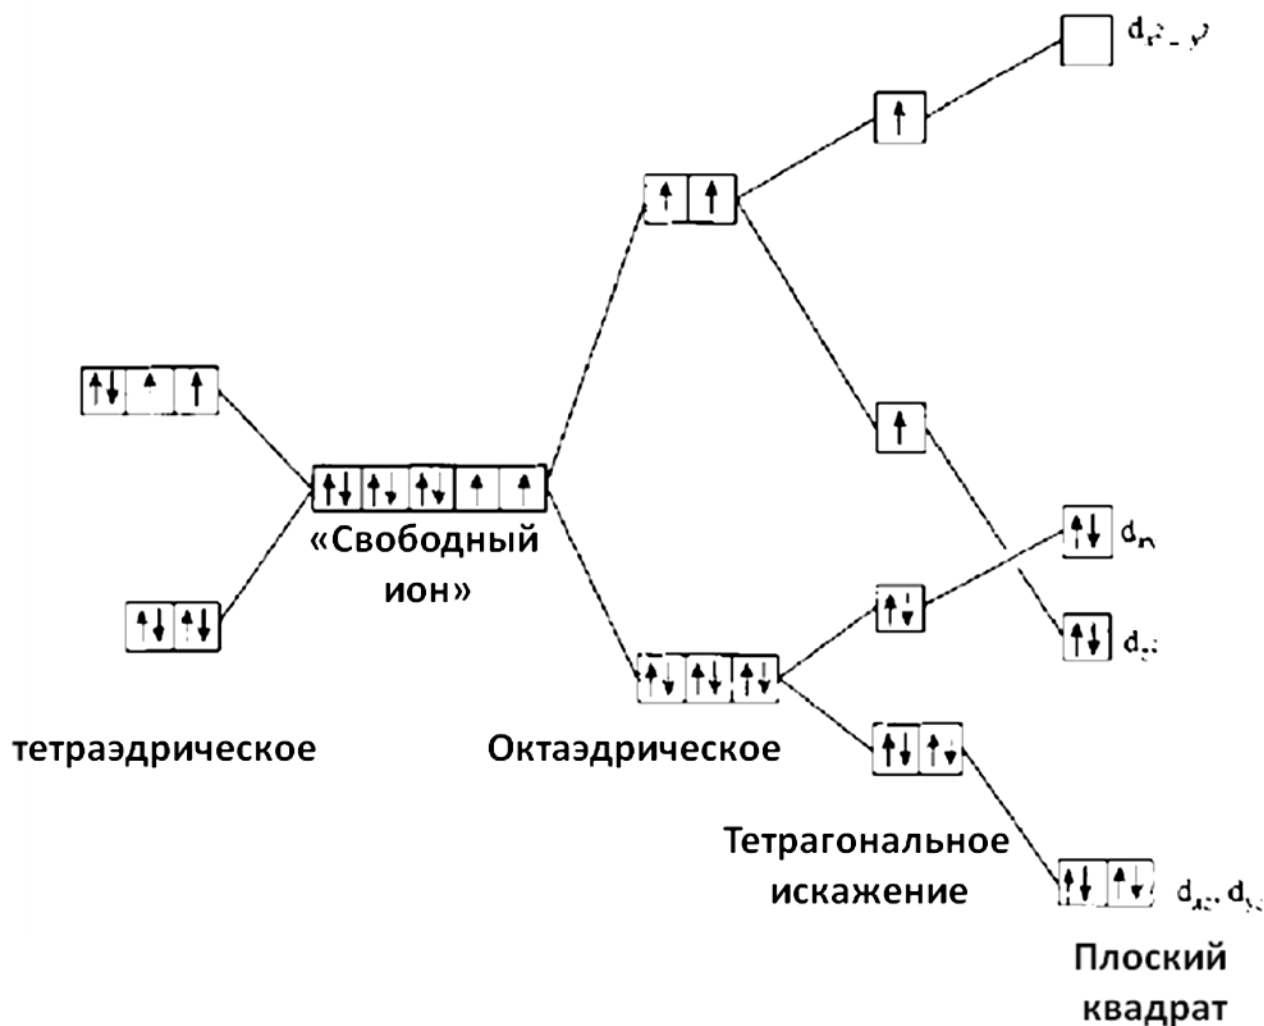 «Свободный
ион»
тетраэдрическое
Октаэдрическое
Тетрагональное
искажение
Плоский
квадрат